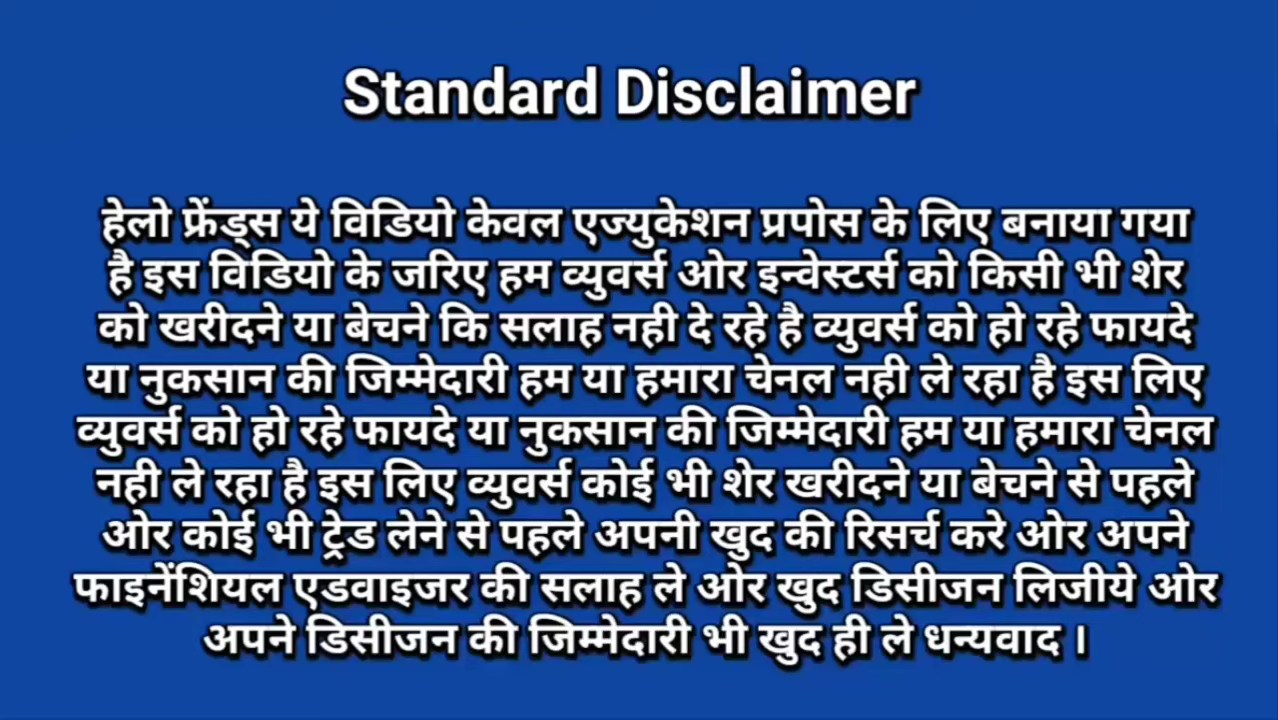 Standard Disclaimer
हेलो फ्रेंड्स ये विडियो केवल एज्युकेशन प्रपोस के लिए बनाया गया
है इस विडियो के जरिए हम व्युवर्स ओर इन्वेस्टर्स को किसी भी शेर
को खरीदने या बेचने कि सलाह नही दे रहे है व्युवर्स को हो रहे फायदे
या नुकसान की जिम्मेदारी हम या हमारा चेनल नही ले रहा है इस लिए
व्युवर्स को हो रहे फायदे या नुकसान की जिम्मेदारी हम या हमारा चेनल
नही ले रहा है इस लिए व्युवर्स कोई भी शेर खरीदने या बेचने से पहले
ओर कोई भी ट्रेड लेने से पहले अपनी खुद की रिसर्च करे ओर अपने
फाइनेंशियल एडवाइजर की सलाह ले ओर खुद डिसीजन लिजीये ओर
अपने डिसीजन की जिम्मेदारी भी खुद ही ले धन्यवाद ।